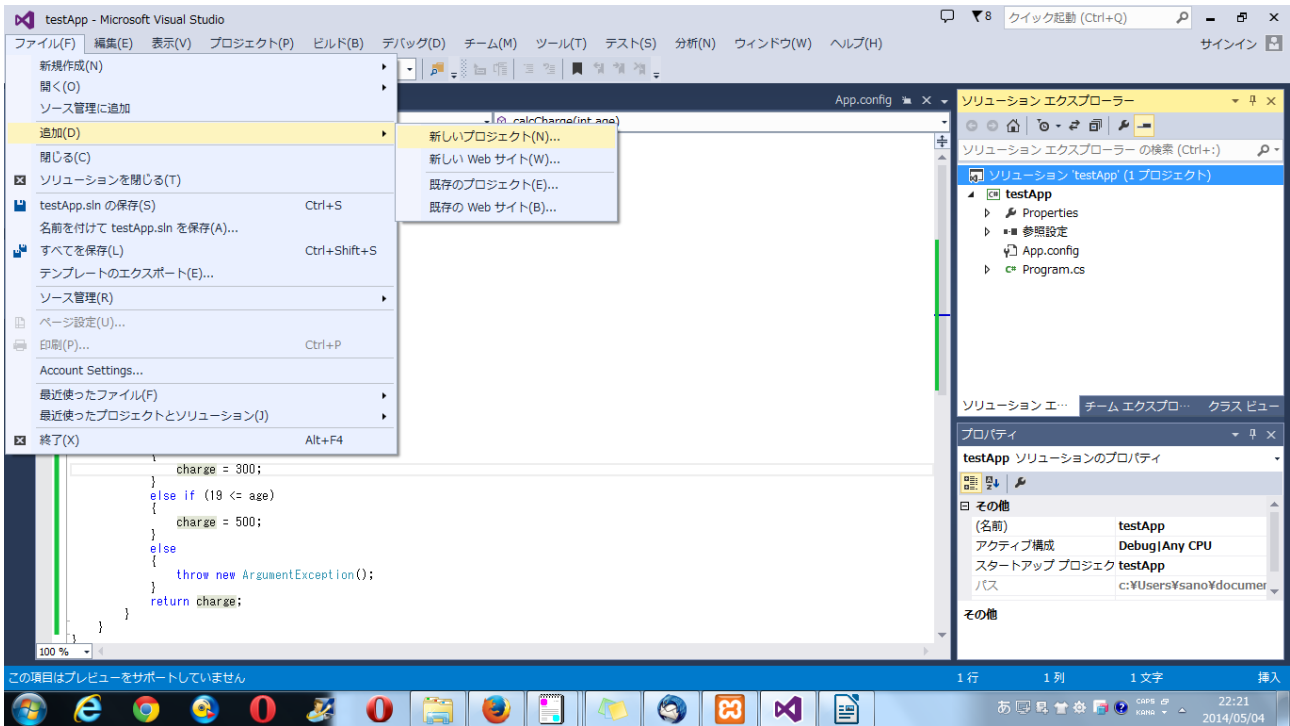 testApp - Microsoft Visual Studio
8
クイック起動 (Ctrl+Q)
ファイル(F) 編集(E) 表示(V) プロジェクト(P) ビルド(B) デバッグ(D) チーム(M) ツール(T) テスト(S) 分析(N) ウィンドウ(W) ヘルプ(H)
サインイン
新規作成(N)
開く(O)
ソース管理に追加
追加(D)
閉じる(C)
ソリューションを閉じる(T)
testApp.sln の保存(S) Ctrl+S
名前を付けて testApp.sln を保存(A)...
すべてを保存(L) Ctrl+Shift+S
テンプレートのエクスポート(E)...
ソース管理(R)
ページ設定(U)...
印刷(P)... Ctrl+P
Account Settings...
最近使ったファイル(F)
最近使ったプロジェクトとソリューション(J)
終了(X) Alt+F4
新しいプロジェクト(N)...
新しい Web サイト(W)...
既存のプロジェクト(E)...
既存の Web サイト(B)...
App.config
calcCharge(int age)
charge = 300;
}
else if (19 <= age)
{
charge = 500;
}
else
{
throw new ArgumentException();
}
return charge;
}
}
}
100 %
ソリューション エクスプローラー
ソリューション エクスプローラー の検索 (Ctrl+:)
ソリューション 'testApp' (1 プロジェクト)
C# testApp
Properties
参照設定
App.config
C# Program.cs
ソリューション エ… チーム エクスプロ… クラス ビュー
プロパティ
testApp ソリューションのプロパティ
その他
(名前) testApp
アクティブ構成 Debug|Any CPU
スタートアップ プロジェク testApp
パス c:¥Users¥sano¥documer
その他
この項目はプレビューをサポートしていません
1 行 1 列 1 文字 挿入
あ
CAPS
KANA
22:21
2014/05/04